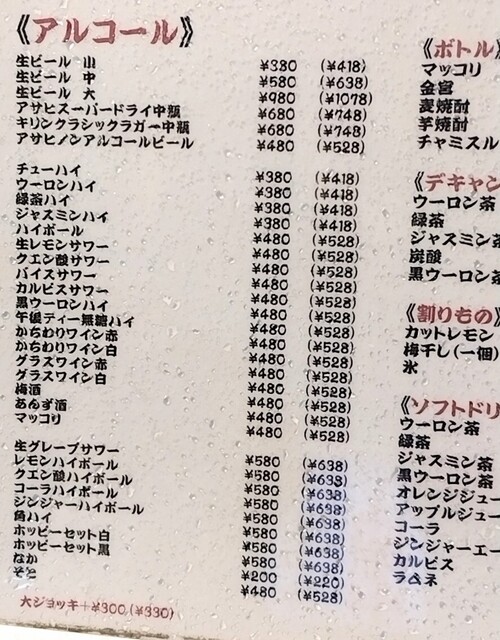 《アルコール》
生ビール 小 ¥380 (¥418)
生ビール 中 ¥580 (¥638)
生ビール 大 ¥980 (¥1078)
アサヒスーパードライ中瓶 ¥680 (¥748)
キリンクラシックラガー中瓶 ¥680 (¥748)
アサヒノンアルコールビール ¥480 (¥528)
チューハイ ¥380 (¥418)
ウーロンハイ ¥380 (¥418)
緑茶ハイ ¥380 (¥418)
ジャスミンハイ ¥380 (¥418)
ハイボール ¥480 (¥528)
生レモンサワー ¥480 (¥528)
クエン酸サワー ¥480 (¥528)
バイスサワー ¥480 (¥528)
カルピスサワー ¥480 (¥528)
黒ウーロンハイ ¥480 (¥528)
午後ティー無糖ハイ ¥480 (¥528)
かちわりワイン赤 ¥480 (¥528)
かちわりワイン白 ¥480 (¥528)
グラスワイン赤 ¥480 (¥528)
グラスワイン白 ¥480 (¥528)
梅酒 ¥480 (¥528)
あんず酒 ¥480 (¥528)
マッコリ ¥480 (¥528)
生グレープサワー ¥580 (¥638)
レモンハイボール ¥580 (¥638)
クエン酸ハイボール ¥580 (¥638)
コーラハイボール ¥580 (¥638)
ジンジャーハイボール ¥580 (¥638)
角ハイ ¥580 (¥638)
ホッピーセット白 ¥580 (¥638)
ホッピーセット黒 ¥580 (¥638)
なか ¥200 (¥220)
そと ¥480 (¥528)
大ジョッキ+¥300(¥330)
《ボトル》
マッコリ
金宮
麦焼酎
芋焼酎
チャミスル
《デキャン
ウーロン茶
緑茶
ジャスミン茶
炭酸
黒ウーロン茶
《割りもの》
カットレモン
梅干し(一個)
氷
《ソフトドリ
ウーロン茶
緑茶
ジャスミン茶
黒ウーロン茶
オレンジジュー
アップルジュー
コーラ
ジンジャーエー
カルピス
ラムネ